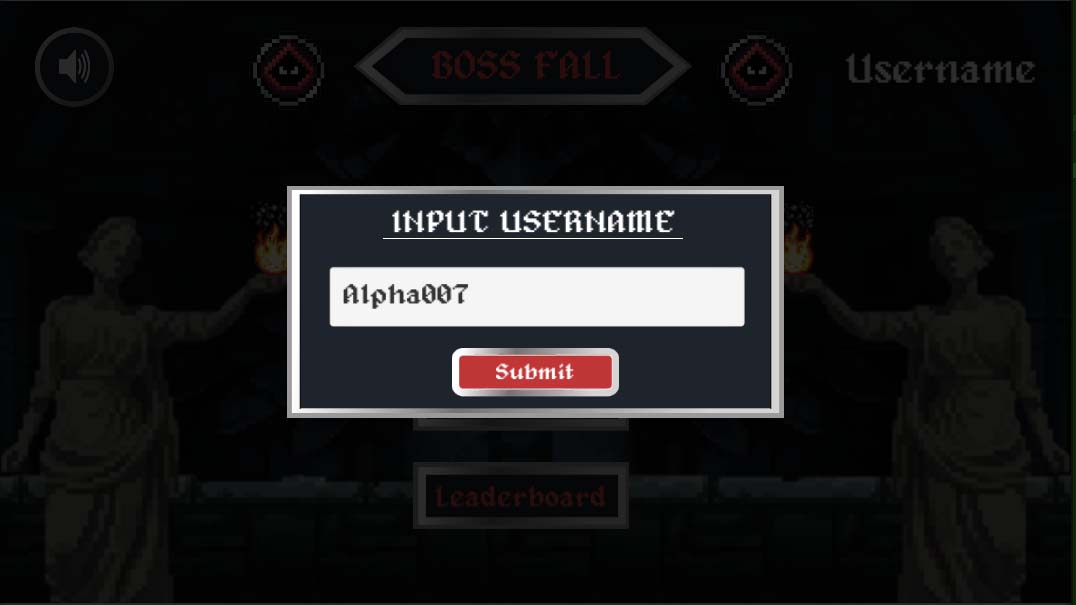 BOSS FALL
Username
INPUT USERNAME
Alpha007
Submit
Leaderboard